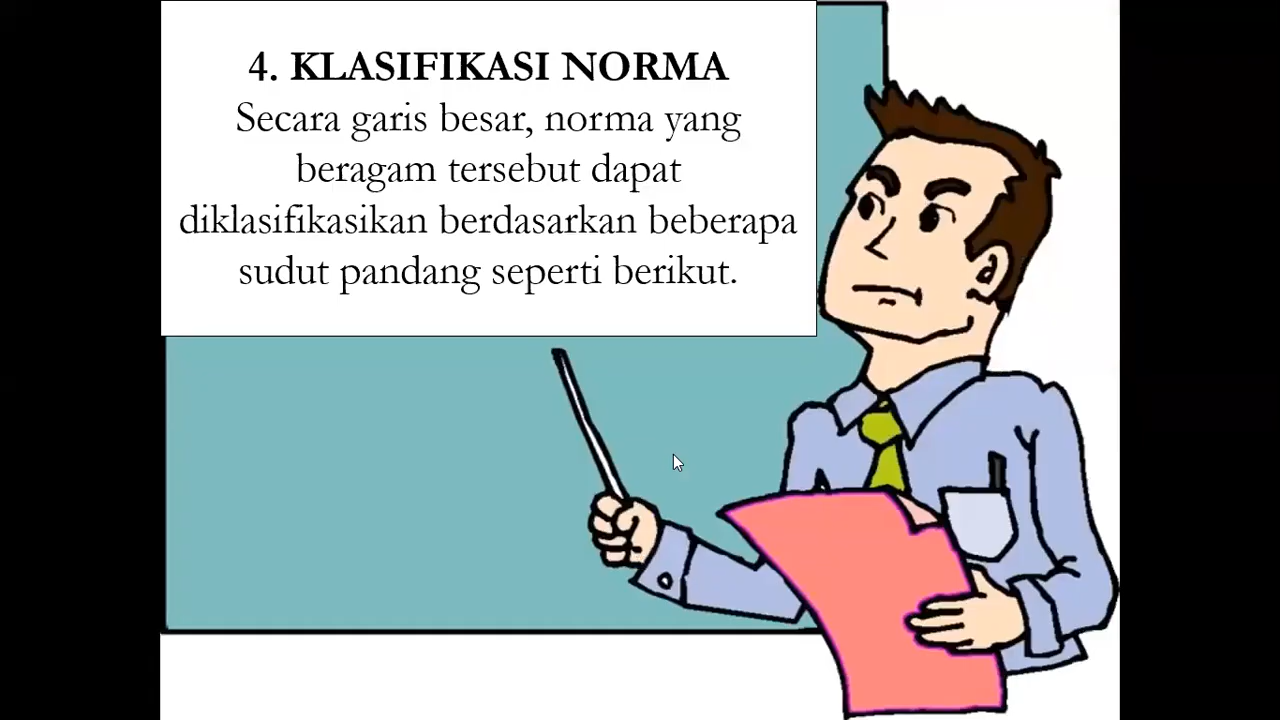 4. KLASIFIKASI NORMA
Secara garis besar, norma yang
beragam tersebut dapat
diklasifikasikan berdasarkan beberapa
sudut pandang seperti berikut.